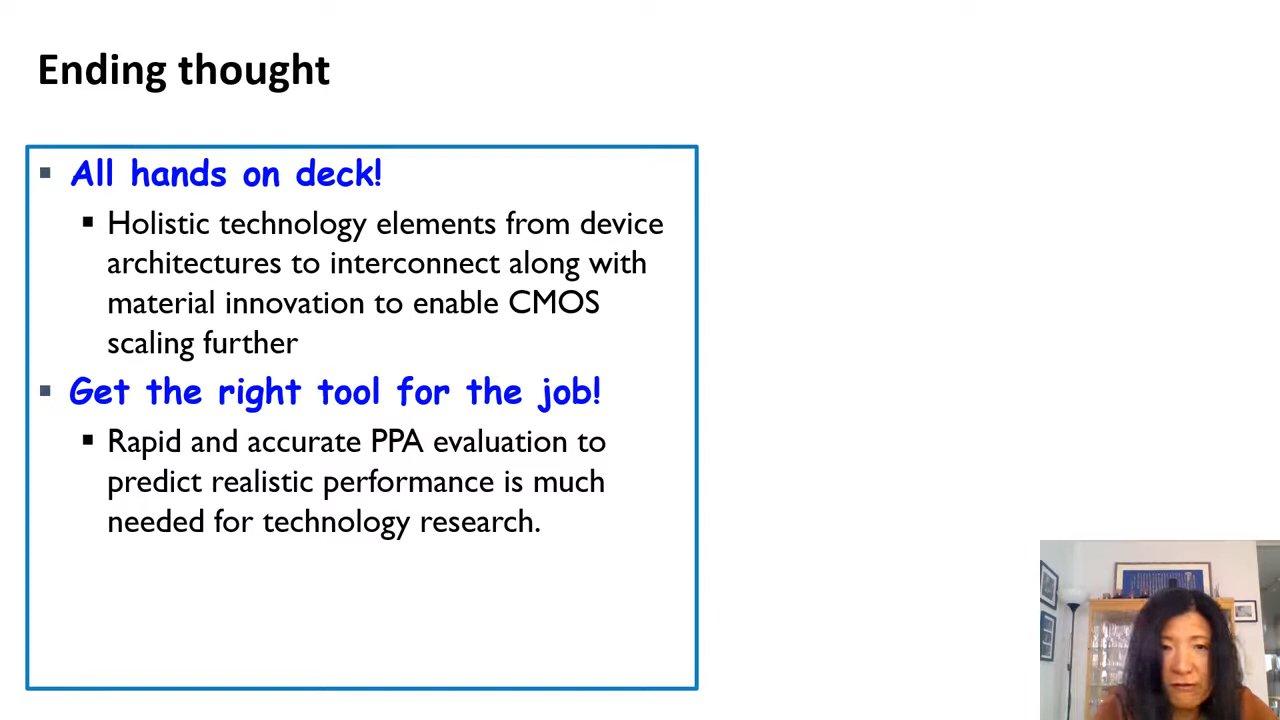 Ending thought
All hands on deck!
Holistic technology elements from device
architectures to interconnect along with
material innovation to enable CMOS
scaling further
Get the right tool for the job!
Rapid and accurate PPA evaluation to
predict realistic performance is much
needed for technology research.